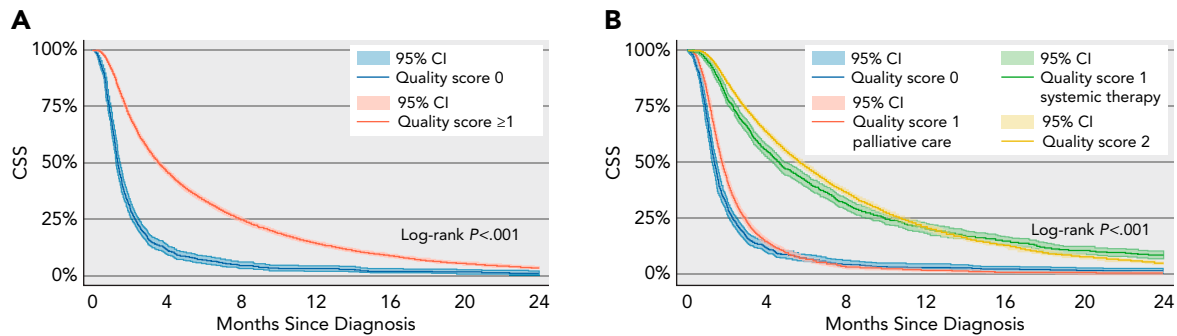 A
100%
75%
50%
25%
0%
CSS
95% CI
Quality score 0
95% CI
Quality score ≥1
Log-rank P<.001
0 4 8 12 16 20 24
Months Since Diagnosis
B
100%
75%
50%
25%
0%
CSS
95% CI
Quality score 0
95% CI
Quality score 1
palliative care
95% CI
Quality score 1
systemic therapy
95% CI
Quality score 2
Log-rank P<.001
0 4 8 12 16 20 24
Months Since Diagnosis